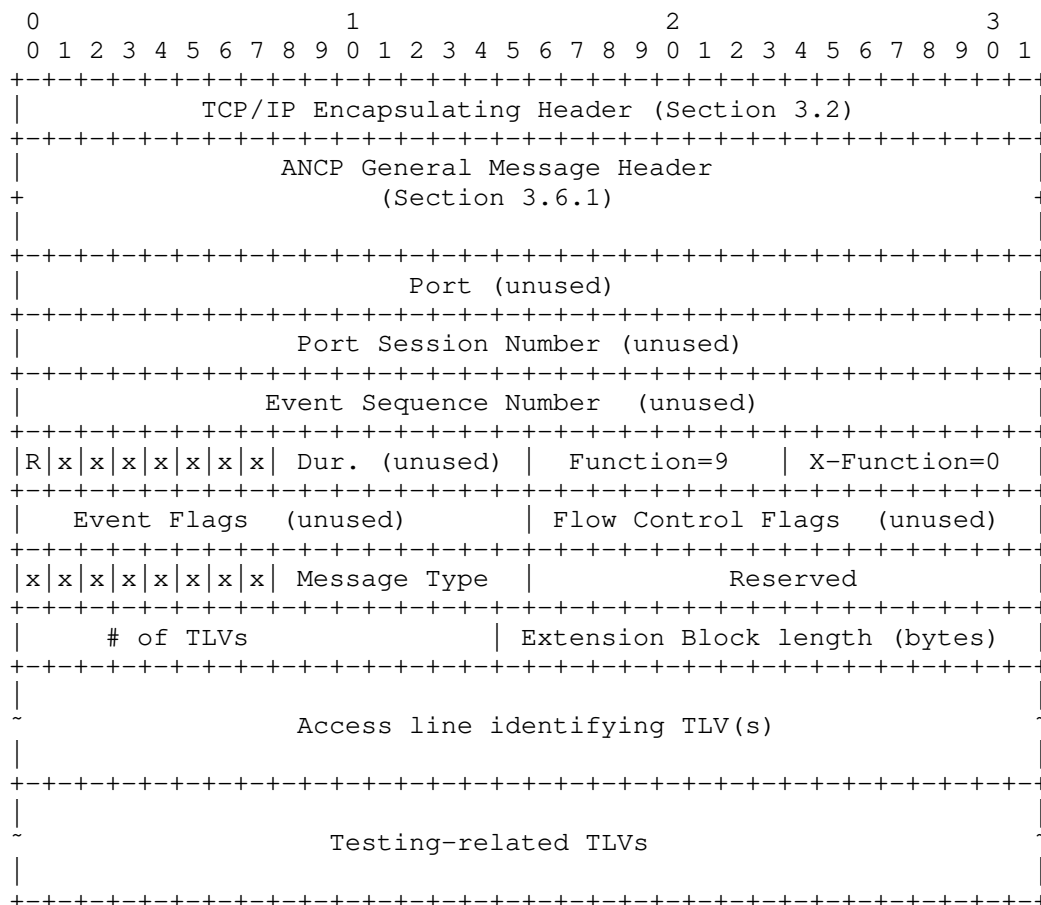 0                   1                   2                   3
 0 1 2 3 4 5 6 7 8 9 0 1 2 3 4 5 6 7 8 9 0 1 2 3 4 5 6 7 8 9 0 1
+-+-+-+-+-+-+-+-+-+-+-+-+-+-+-+-+-+-+-+-+-+-+-+-+-+-+-+-+-+-+-+-+
|           TCP/IP Encapsulating Header (Section 3.2)           |
+-+-+-+-+-+-+-+-+-+-+-+-+-+-+-+-+-+-+-+-+-+-+-+-+-+-+-+-+-+-+-+-+
|                ANCP General Message Header                    |
+                      (Section 3.6.1)                          +
|                                                               |
+-+-+-+-+-+-+-+-+-+-+-+-+-+-+-+-+-+-+-+-+-+-+-+-+-+-+-+-+-+-+-+-+
|                        Port (unused)                          |
+-+-+-+-+-+-+-+-+-+-+-+-+-+-+-+-+-+-+-+-+-+-+-+-+-+-+-+-+-+-+-+-+
|                 Port Session Number (unused)                  |
+-+-+-+-+-+-+-+-+-+-+-+-+-+-+-+-+-+-+-+-+-+-+-+-+-+-+-+-+-+-+-+-+
|               Event Sequence Number  (unused)                 |
+-+-+-+-+-+-+-+-+-+-+-+-+-+-+-+-+-+-+-+-+-+-+-+-+-+-+-+-+-+-+-+-+
|R|x|x|x|x|x|x|x| Dur. (unused) |  Function=9   | X-Function=0  |
+-+-+-+-+-+-+-+-+-+-+-+-+-+-+-+-+-+-+-+-+-+-+-+-+-+-+-+-+-+-+-+-+
|   Event Flags  (unused)       | Flow Control Flags  (unused)  |
+-+-+-+-+-+-+-+-+-+-+-+-+-+-+-+-+-+-+-+-+-+-+-+-+-+-+-+-+-+-+-+-+
|x|x|x|x|x|x|x|x| Message Type  |            Reserved           |
+-+-+-+-+-+-+-+-+-+-+-+-+-+-+-+-+-+-+-+-+-+-+-+-+-+-+-+-+-+-+-+-+
|     # of TLVs               | Extension Block length (bytes)  |
+-+-+-+-+-+-+-+-+-+-+-+-+-+-+-+-+-+-+-+-+-+-+-+-+-+-+-+-+-+-+-+-+
|                                                               |
~                 Access line identifying TLV(s)                ~
|                                                               |
+-+-+-+-+-+-+-+-+-+-+-+-+-+-+-+-+-+-+-+-+-+-+-+-+-+-+-+-+-+-+-+-+
|                                                               |
~                   Testing-related TLVs                        ~
|                                                               |
+-+-+-+-+-+-+-+-+-+-+-+-+-+-+-+-+-+-+-+-+-+-+-+-+-+-+-+-+-+-+-+-+